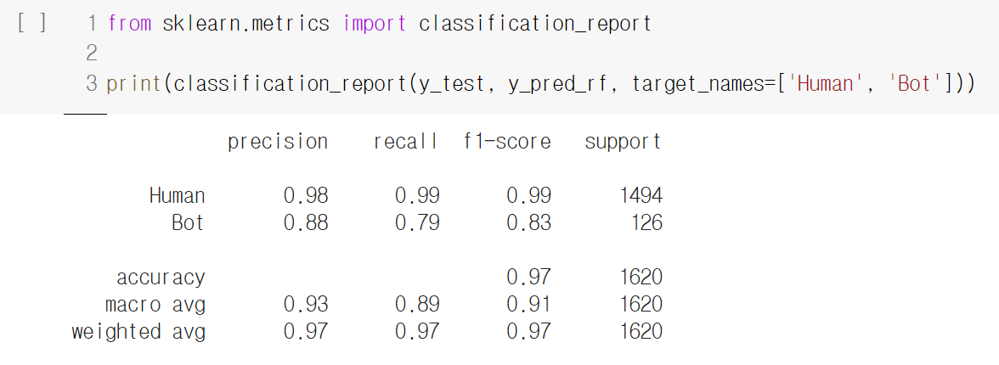 [ ] 1 from sklearn.metrics import classification_report
2
3 print(classification_report(y_test, y_pred_rf, target_names=['Human', 'Bot']))
precision recall f1-score support
Human 0.98 0.99 0.99 1494
Bot 0.88 0.79 0.83 126
accuracy 0.97 1620
macro avg 0.93 0.89 0.91 1620
weighted avg 0.97 0.97 0.97 1620